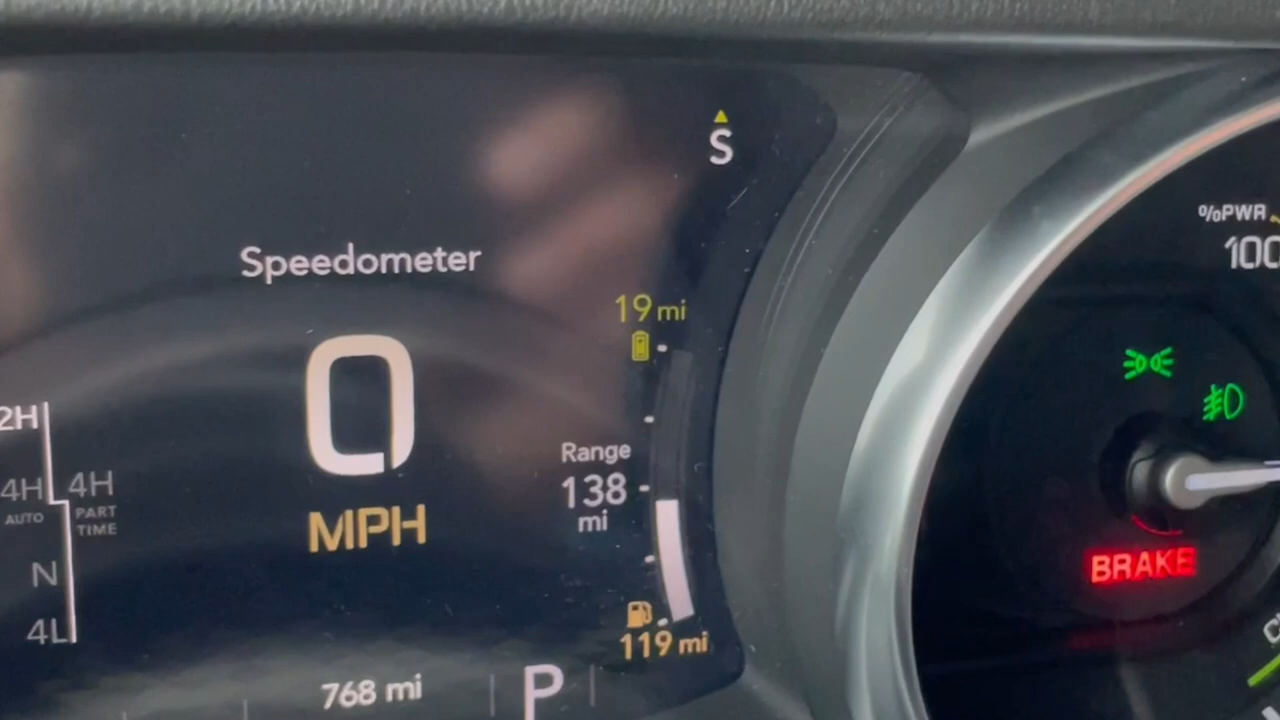 S
%PWR
100
Speedometer
19 mi
0
MPH
Range
138
mi
2H
4H
AUTO
4H
PART
TIME
N
4L
119 mi
768 mi
P
BRAKE